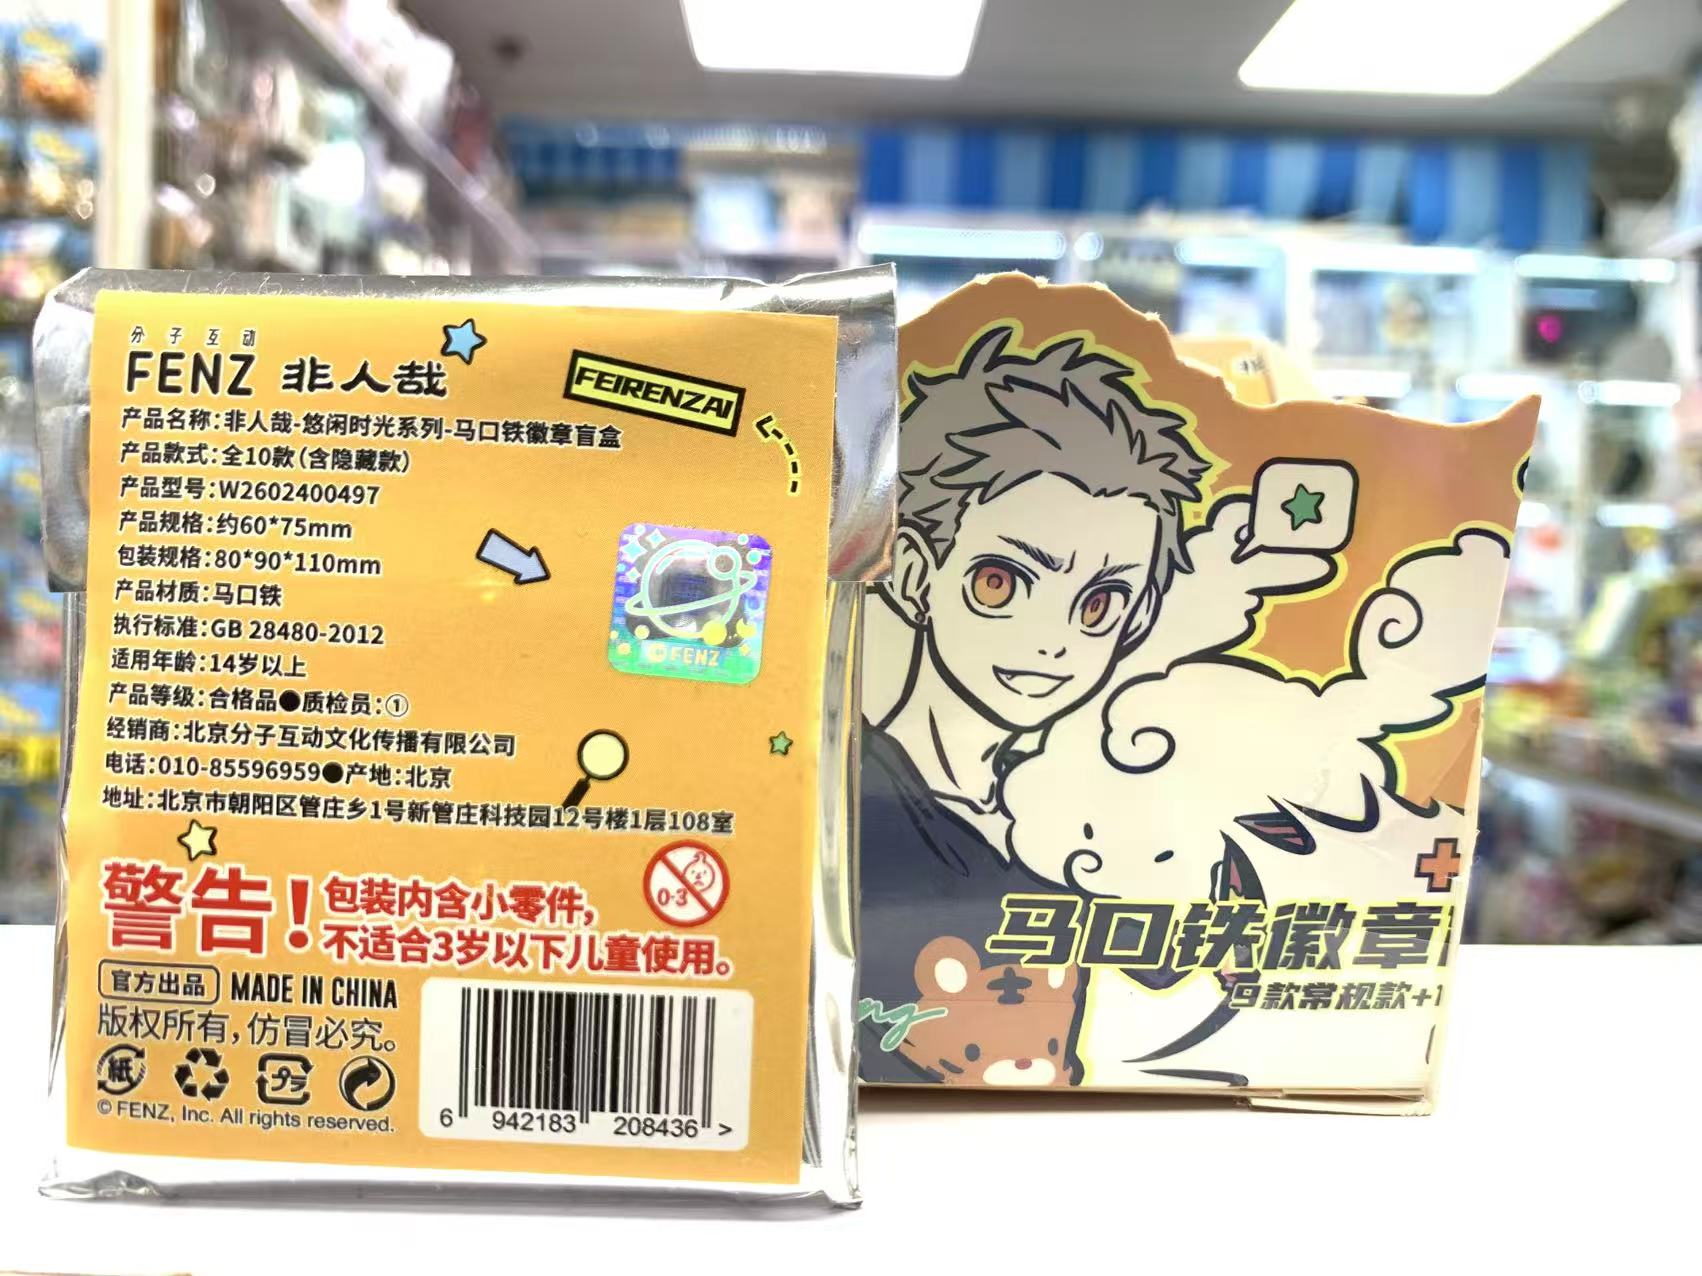 分子互动
FENZ 非人哉
FEIRENZAI
产品名称:非人哉-悠闲时光系列-马口铁徽章盲盒
产品款式:全10款(含隐藏款)
产品型号:W2602400497
产品规格:约60*75mm
包装规格:80*90*110mm
产品材质:马口铁
执行标准:GB 28480-2012
适用年龄:14岁以上
产品等级:合格品●质检员:①
经销商:北京分子互动文化传播有限公司
电话:010-85596959●产地:北京
地址:北京市朝阳区管庄乡1号新管庄科技园12号楼1层108室
FENZ
警告!
包装内含小零件,
不适合3岁以下儿童使用。
0-3
官方出品 MADE IN CHINA
版权所有,仿冒必究。
紙 プラ
© FENZ, Inc. All rights reserved.
6 942183 208436 >
马口铁徽章
9款常规款+1